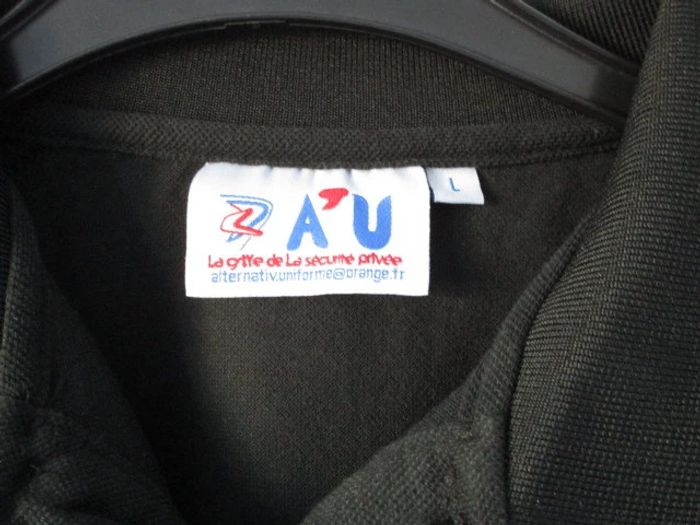 A'U
La griffe de La sécurité privée
alternativ.uniforme@orange.fr
L